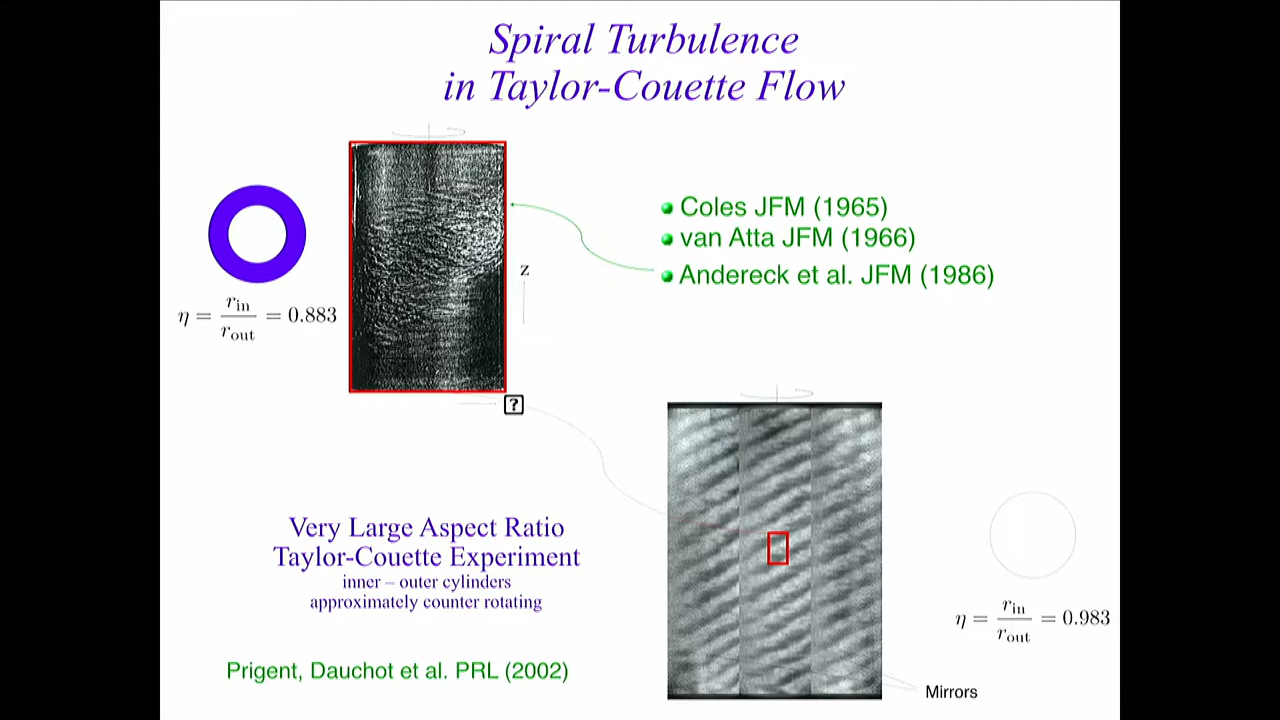 Spiral Turbulence
in Taylor-Couette Flow
Coles JFM (1965)
van Atta JFM (1966)
Andereck et al. JFM (1986)
z
η = r_in / r_out = 0.883
?
Very Large Aspect Ratio
Taylor-Couette Experiment
inner – outer cylinders
approximately counter rotating
η = r_in / r_out = 0.983
Prigent, Dauchot et al. PRL (2002)
Mirrors